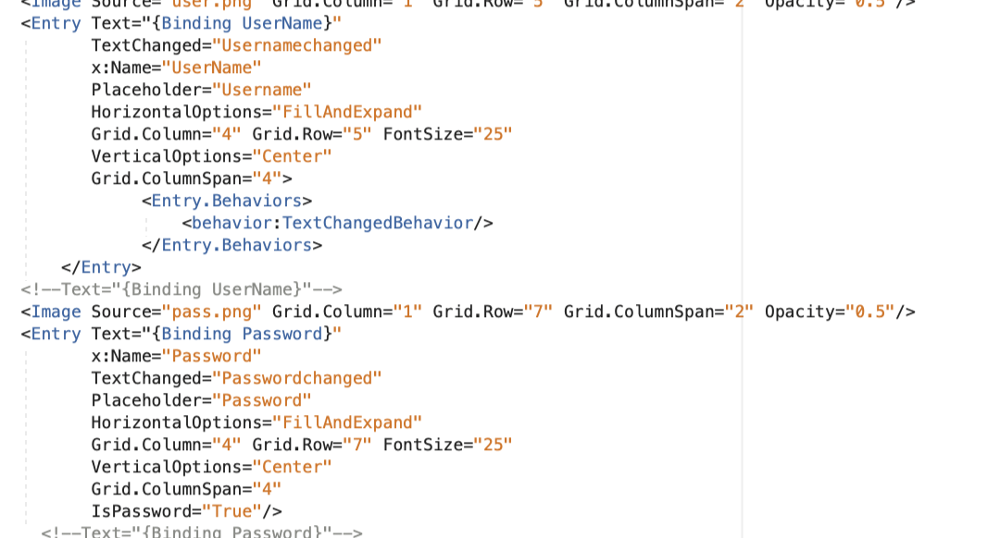 <Image Source="user.png" Grid.Column="1" Grid.Row="5" Grid.ColumnSpan="2" Opacity="0.5"/>
<Entry Text="{Binding UserName}"
TextChanged="Usernamechanged"
x:Name="UserName"
Placeholder="Username"
HorizontalOptions="FillAndExpand"
Grid.Column="4" Grid.Row="5" FontSize="25"
VerticalOptions="Center"
Grid.ColumnSpan="4">
<Entry.Behaviors>
<behavior:TextChangedBehavior/>
</Entry.Behaviors>
</Entry>
<!--Text="{Binding UserName}"-->
<Image Source="pass.png" Grid.Column="1" Grid.Row="7" Grid.ColumnSpan="2" Opacity="0.5"/>
<Entry Text="{Binding Password}"
x:Name="Password"
TextChanged="Passwordchanged"
Placeholder="Password"
HorizontalOptions="FillAndExpand"
Grid.Column="4" Grid.Row="7" FontSize="25"
VerticalOptions="Center"
Grid.ColumnSpan="4"
IsPassword="True"/>
<!--Text="{Binding Password}"-->